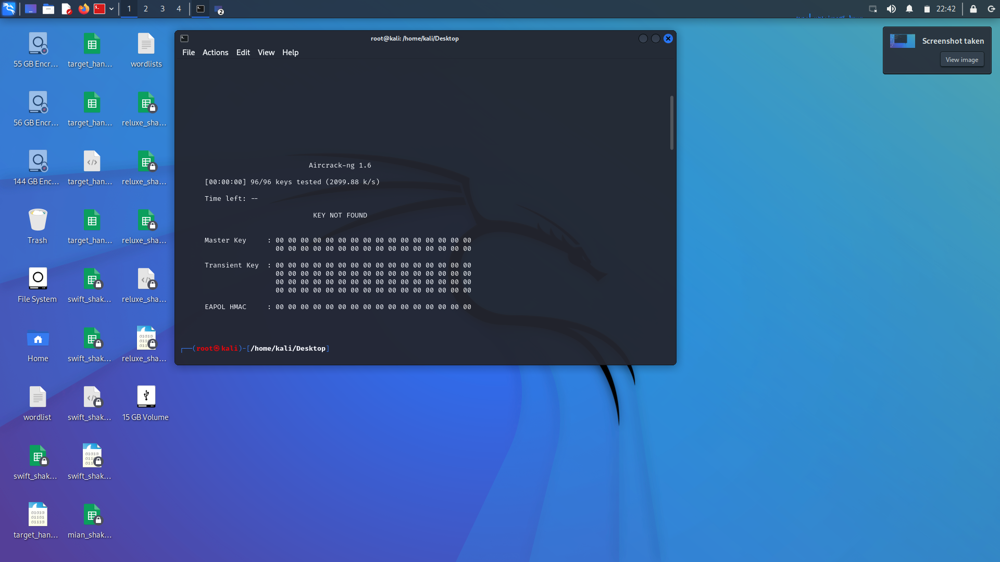 1 2 3 4 2 22:42
root@kali: /home/kali/Desktop
File Actions Edit View Help
Aircrack-ng 1.6
[00:00:00] 96/96 keys tested (2099.88 k/s)
Time left: --
KEY NOT FOUND
Master Key : 00 00 00 00 00 00 00 00 00 00 00 00 00 00 00 00
00 00 00 00 00 00 00 00 00 00 00 00 00 00 00 00
Transient Key : 00 00 00 00 00 00 00 00 00 00 00 00 00 00 00 00
00 00 00 00 00 00 00 00 00 00 00 00 00 00 00 00
00 00 00 00 00 00 00 00 00 00 00 00 00 00 00 00
00 00 00 00 00 00 00 00 00 00 00 00 00 00 00 00
EAPOL HMAC : 00 00 00 00 00 00 00 00 00 00 00 00 00 00 00 00
┌──(root㉿kali)-[/home/kali/Desktop]
Screenshot taken
View image
55 GB Encr... target_han... wordlists
56 GB Encr... target_han... reluxe_sha...
144 GB Enc... target_han... reluxe_sha...
Trash target_han... reluxe_sha...
File System swift_shak... reluxe_sha...
Home swift_shak... reluxe_sha...
wordlist swift_shak... 15 GB Volume
swift_shak... swift_shak...
target_han... mian_shak...